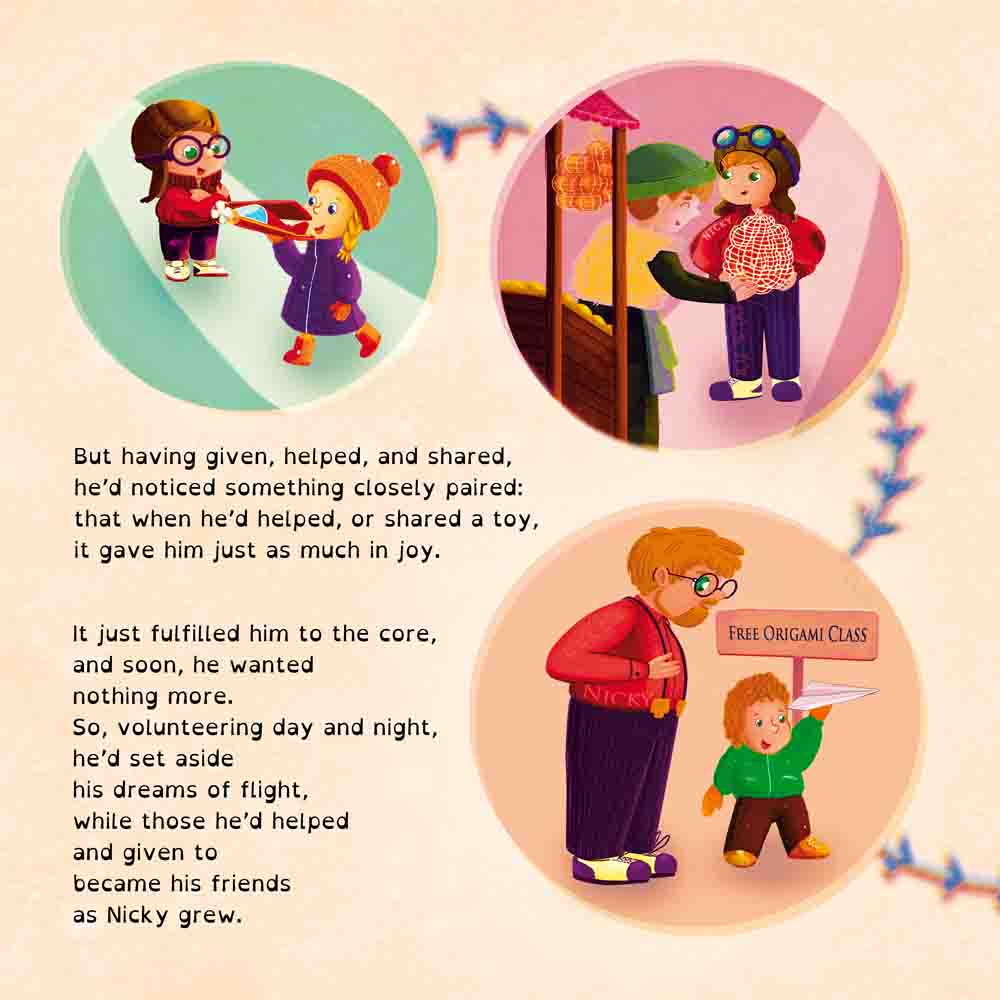 NICKY
But having given, helped, and shared,
he'd noticed something closely paired:
that when he'd helped, or shared a toy,
it gave him just as much in joy.
It just fulfilled him to the core,
and soon, he wanted
nothing more.
So, volunteering day and night,
he'd set aside
his dreams of flight,
while those he'd helped
and given to
became his friends
as Nicky grew.
FREE ORIGAMI CLASS
NICKY